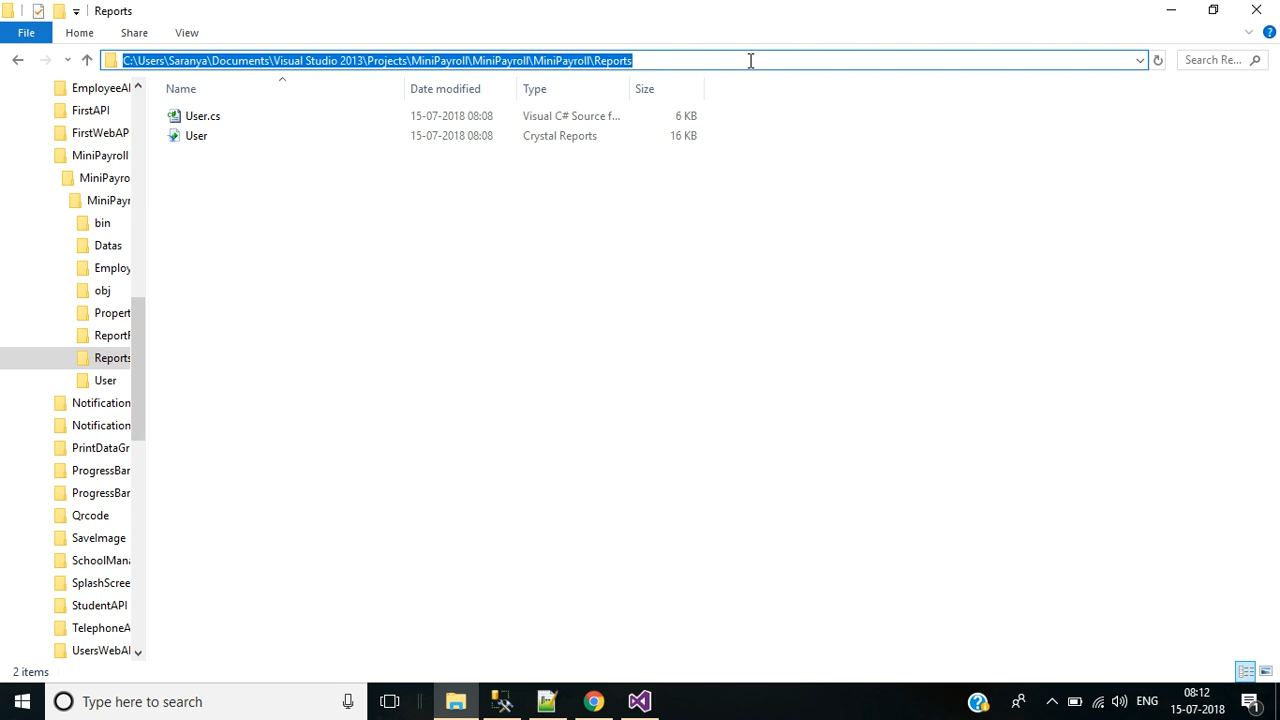 Reports
File Home Share View
C:\Users\Saranya\Documents\Visual Studio 2013\Projects\MiniPayroll\MiniPayroll\MiniPayroll\Reports
Search Re...
Name Date modified Type Size
User.cs 15-07-2018 08:08 Visual C# Source f... 6 KB
User 15-07-2018 08:08 Crystal Reports 16 KB
EmployeeAI
FirstAPI
FirstWebAP
MiniPayroll
MiniPayro
MiniPayr
bin
Datas
Employ
obj
Propert
ReportF
Reports
User
Notification
Notification
PrintDataGr
ProgressBar
ProgressBar
Qrcode
SaveImage
SchoolMana
SplashScree
StudentAPI
TelephoneA
UsersWebAI
2 items
Type here to search
ENG
08:12
15-07-2018
1